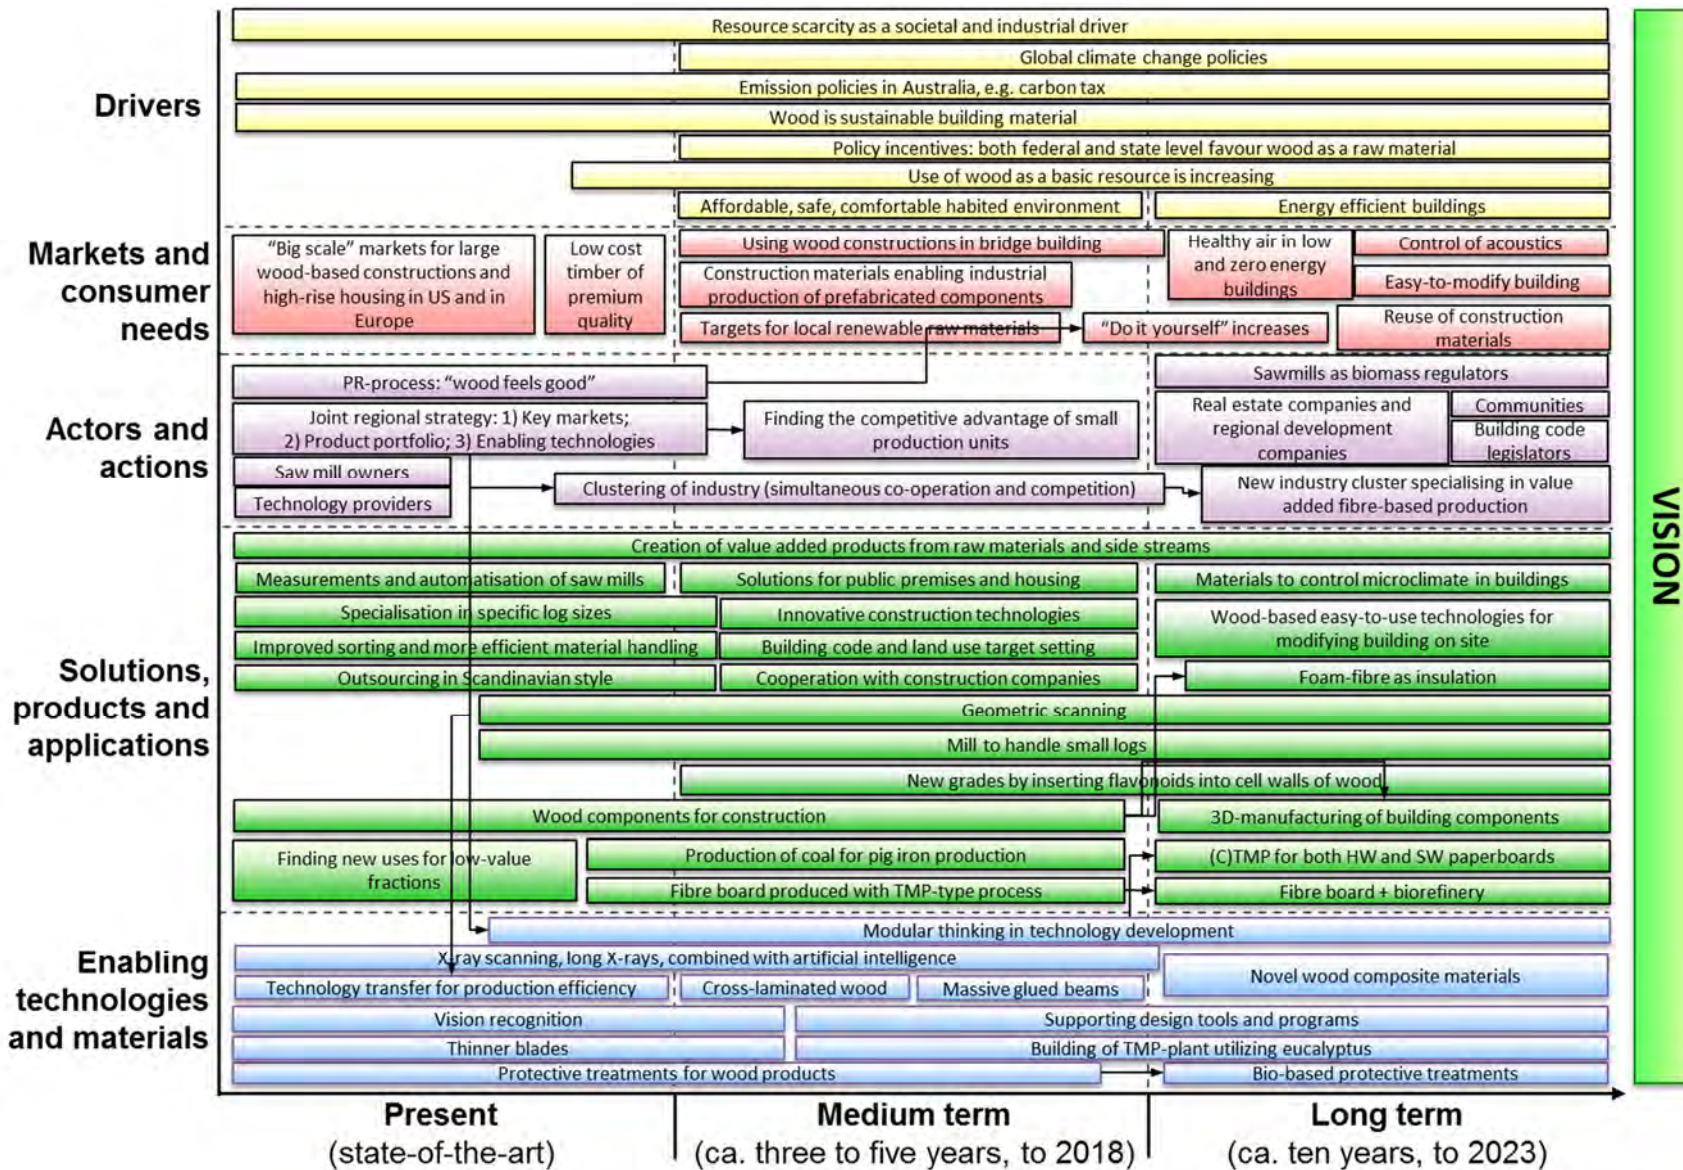 Drivers
Resource scarcity as a societal and industrial driver
Global climate change policies
Emission policies in Australia, e.g. carbon tax
Wood is sustainable building material
Policy incentives: both federal and state level favour wood as a raw material
Use of wood as a basic resource is increasing
Affordable, safe, comfortable habited environment
Energy efficient buildings
Markets and
consumer
needs
"Big scale" markets for large
wood-based constructions and
high-rise housing in US and in
Europe
Low cost
timber of
premium
quality
Using wood constructions in bridge building
Construction materials enabling industrial
production of prefabricated components
Targets for local renewable raw materials
"Do it yourself" increases
Healthy air in low
and zero energy
buildings
Control of acoustics
Easy-to-modify building
Reuse of construction
materials
Actors and
actions
PR-process: "wood feels good"
Joint regional strategy: 1) Key markets;
2) Product portfolio; 3) Enabling technologies
Saw mill owners
Technology providers
Finding the competitive advantage of small
production units
Clustering of industry (simultaneous co-operation and competition)
Sawmills as biomass regulators
Real estate companies and
regional development
companies
Communities
Building code
legislators
New industry cluster specialising in value
added fibre-based production
Solutions,
products and
applications
Creation of value added products from raw materials and side streams
Measurements and automatisation of saw mills
Solutions for public premises and housing
Materials to control microclimate in buildings
Specialisation in specific log sizes
Innovative construction technologies
Wood-based easy-to-use technologies for
modifying building on site
Improved sorting and more efficient material handling
Building code and land use target setting
Outsourcing in Scandinavian style
Cooperation with construction companies
Foam-fibre as insulation
Geometric scanning
Mill to handle small logs
New grades by inserting flavonoids into cell walls of wood
Wood components for construction
3D-manufacturing of building components
Finding new uses for low-value
fractions
Production of coal for pig iron production
(C)TMP for both HW and SW paperboards
Fibre board produced with TMP-type process
Fibre board + biorefinery
Enabling
technologies
and materials
Modular thinking in technology development
X-ray scanning, long X-rays, combined with artificial intelligence
Novel wood composite materials
Technology transfer for production efficiency
Cross-laminated wood
Massive glued beams
Vision recognition
Supporting design tools and programs
Thinner blades
Building of TMP-plant utilizing eucalyptus
Protective treatments for wood products
Bio-based protective treatments
Present
(state-of-the-art)
Medium term
(ca. three to five years, to 2018)
Long term
(ca. ten years, to 2023)
VISION